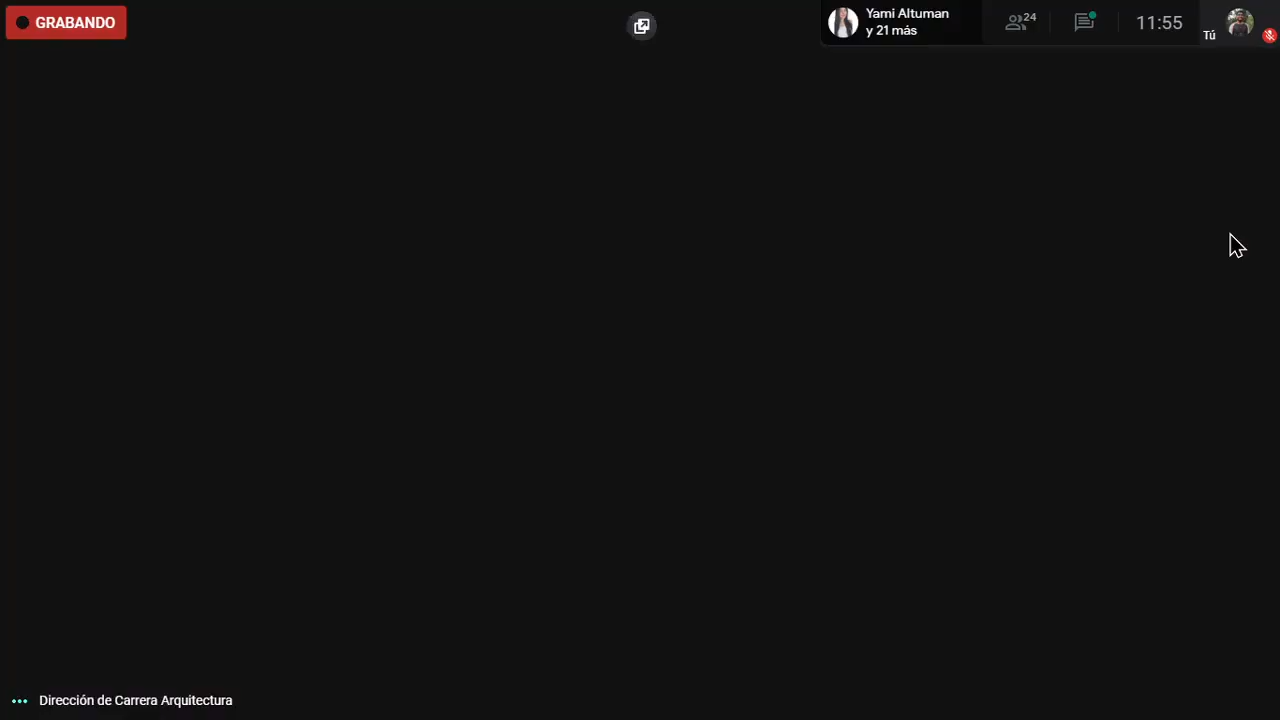 GRABANDO
Yami Altuman
y 21 más
24
11:55
Tú
Dirección de Carrera Arquitectura